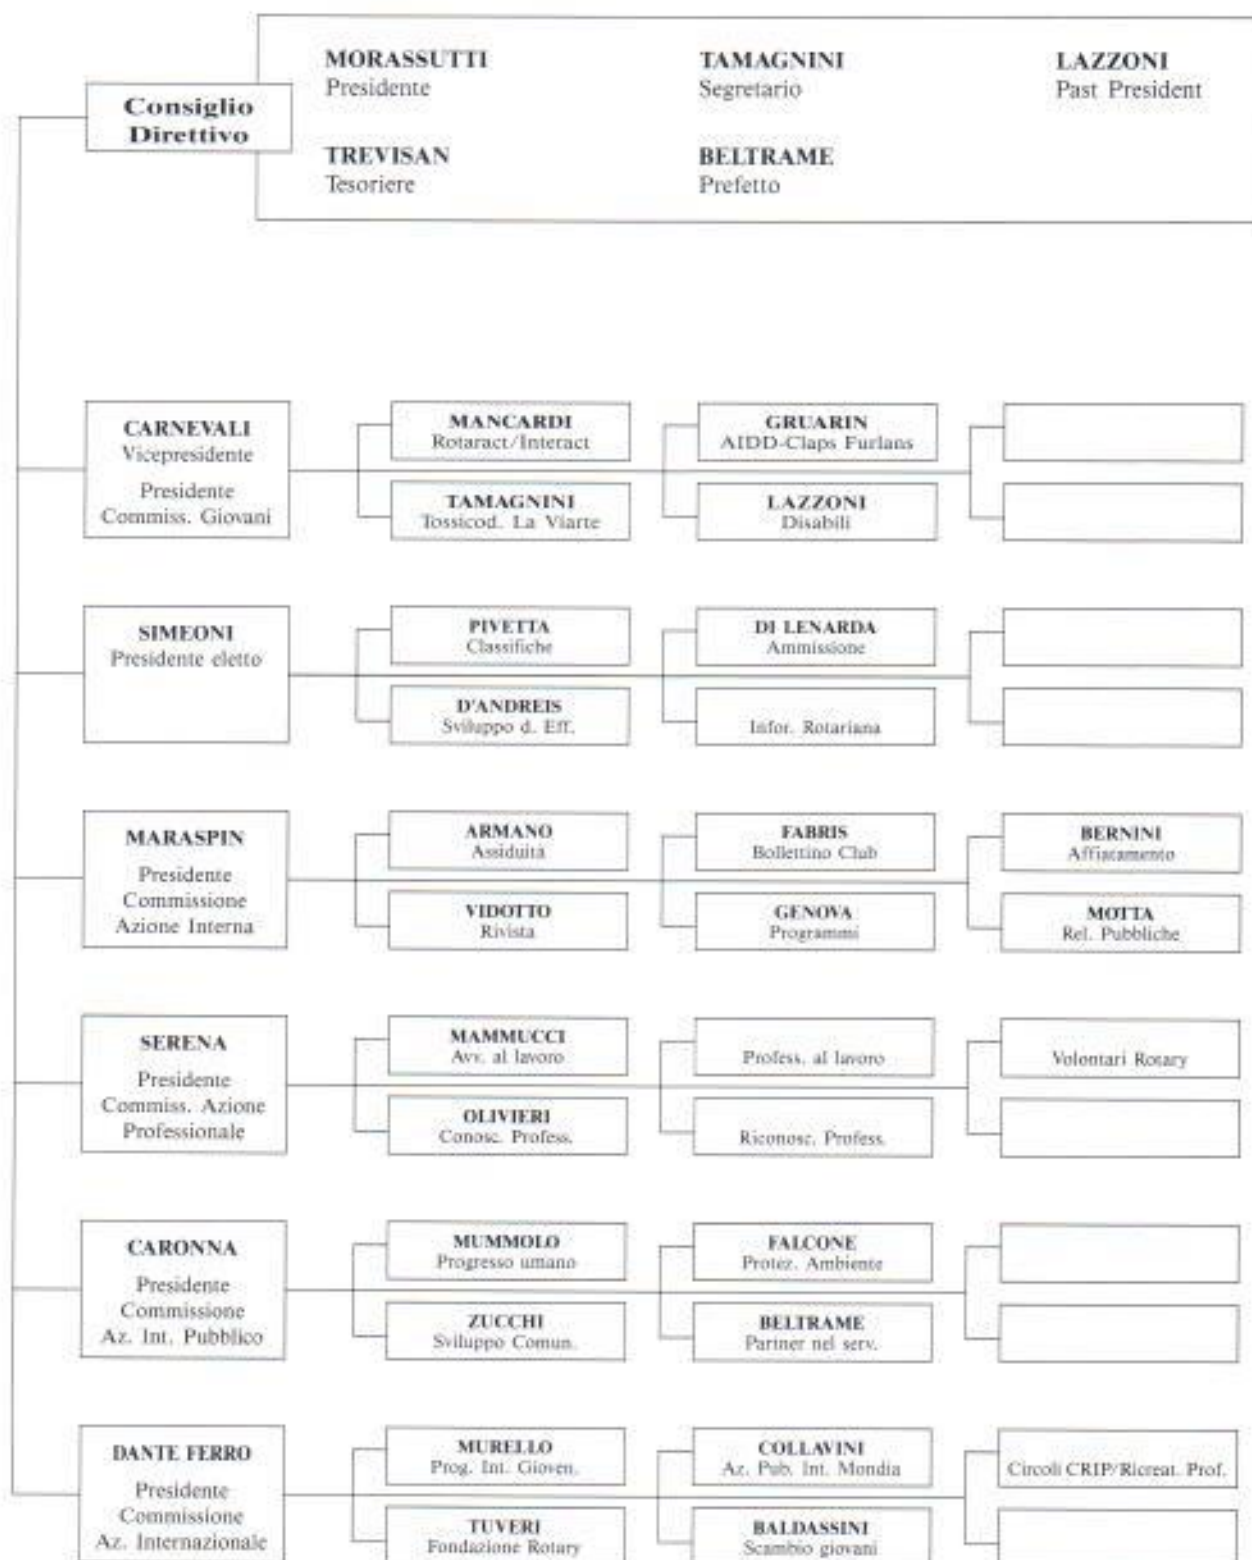 Consiglio
Direttivo
MORASSUTTI
Presidente
TAMAGNINI
Segretario
LAZZONI
Past President
TREVISAN
Tesoriere
BELTRAME
Prefetto
CARNEVALI
Vicepresidente
Presidente
Commiss. Giovani
MANCARDI
Rotaract/Interact
GRUARIN
AIDD-Claps Furlans
TAMAGNINI
Tossicod. La Viarte
LAZZONI
Disabili
SIMEONI
Presidente eletto
PIVETTA
Classifiche
DI LENARDA
Ammissione
D'ANDREIS
Sviluppo d. Eff.
Infor. Rotariana
MARASPIN
Presidente
Commissione
Azione Interna
ARMANO
Assiduità
FABRIS
Bollettino Club
BERNINI
Affiatamento
VIDOTTO
Rivista
GENOVA
Programmi
MOTTA
Rel. Pubbliche
SERENA
Presidente
Commiss. Azione
Professionale
MAMMUCCI
Avv. al lavoro
Profess. al lavoro
Volontari Rotary
OLIVIERI
Conosc. Profess.
Riconosc. Profess.
CARONNA
Presidente
Commissione
Az. Int. Pubblico
MUMMOLO
Progresso umano
FALCONE
Protez. Ambiente
ZUCCHI
Sviluppo Comun.
BELTRAME
Partner nel serv.
DANTE FERRO
Presidente
Commissione
Az. Internazionale
MURELLO
Prog. Int. Gioven.
COLLAVINI
Az. Pub. Int. Mondia
Circoli CRIP/Ricreat. Prof.
TUVERI
Fondazione Rotary
BALDASSINI
Scambio giovani